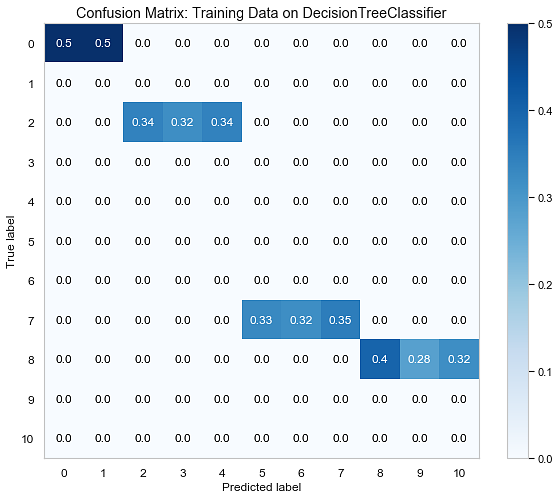 Confusion Matrix: Training Data on DecisionTreeClassifier
0 0.5 0.5 0.0 0.0 0.0 0.0 0.0 0.0 0.0 0.0 0.0
1 0.0 0.0 0.0 0.0 0.0 0.0 0.0 0.0 0.0 0.0 0.0
2 0.0 0.0 0.34 0.32 0.34 0.0 0.0 0.0 0.0 0.0 0.0
3 0.0 0.0 0.0 0.0 0.0 0.0 0.0 0.0 0.0 0.0 0.0
4 0.0 0.0 0.0 0.0 0.0 0.0 0.0 0.0 0.0 0.0 0.0
5 0.0 0.0 0.0 0.0 0.0 0.0 0.0 0.0 0.0 0.0 0.0
6 0.0 0.0 0.0 0.0 0.0 0.0 0.0 0.0 0.0 0.0 0.0
7 0.0 0.0 0.0 0.0 0.0 0.33 0.32 0.35 0.0 0.0 0.0
8 0.0 0.0 0.0 0.0 0.0 0.0 0.0 0.0 0.4 0.28 0.32
9 0.0 0.0 0.0 0.0 0.0 0.0 0.0 0.0 0.0 0.0 0.0
10 0.0 0.0 0.0 0.0 0.0 0.0 0.0 0.0 0.0 0.0 0.0
0 1 2 3 4 5 6 7 8 9 10
Predicted label
True label
0.5
0.4
0.3
0.2
0.1
0.0